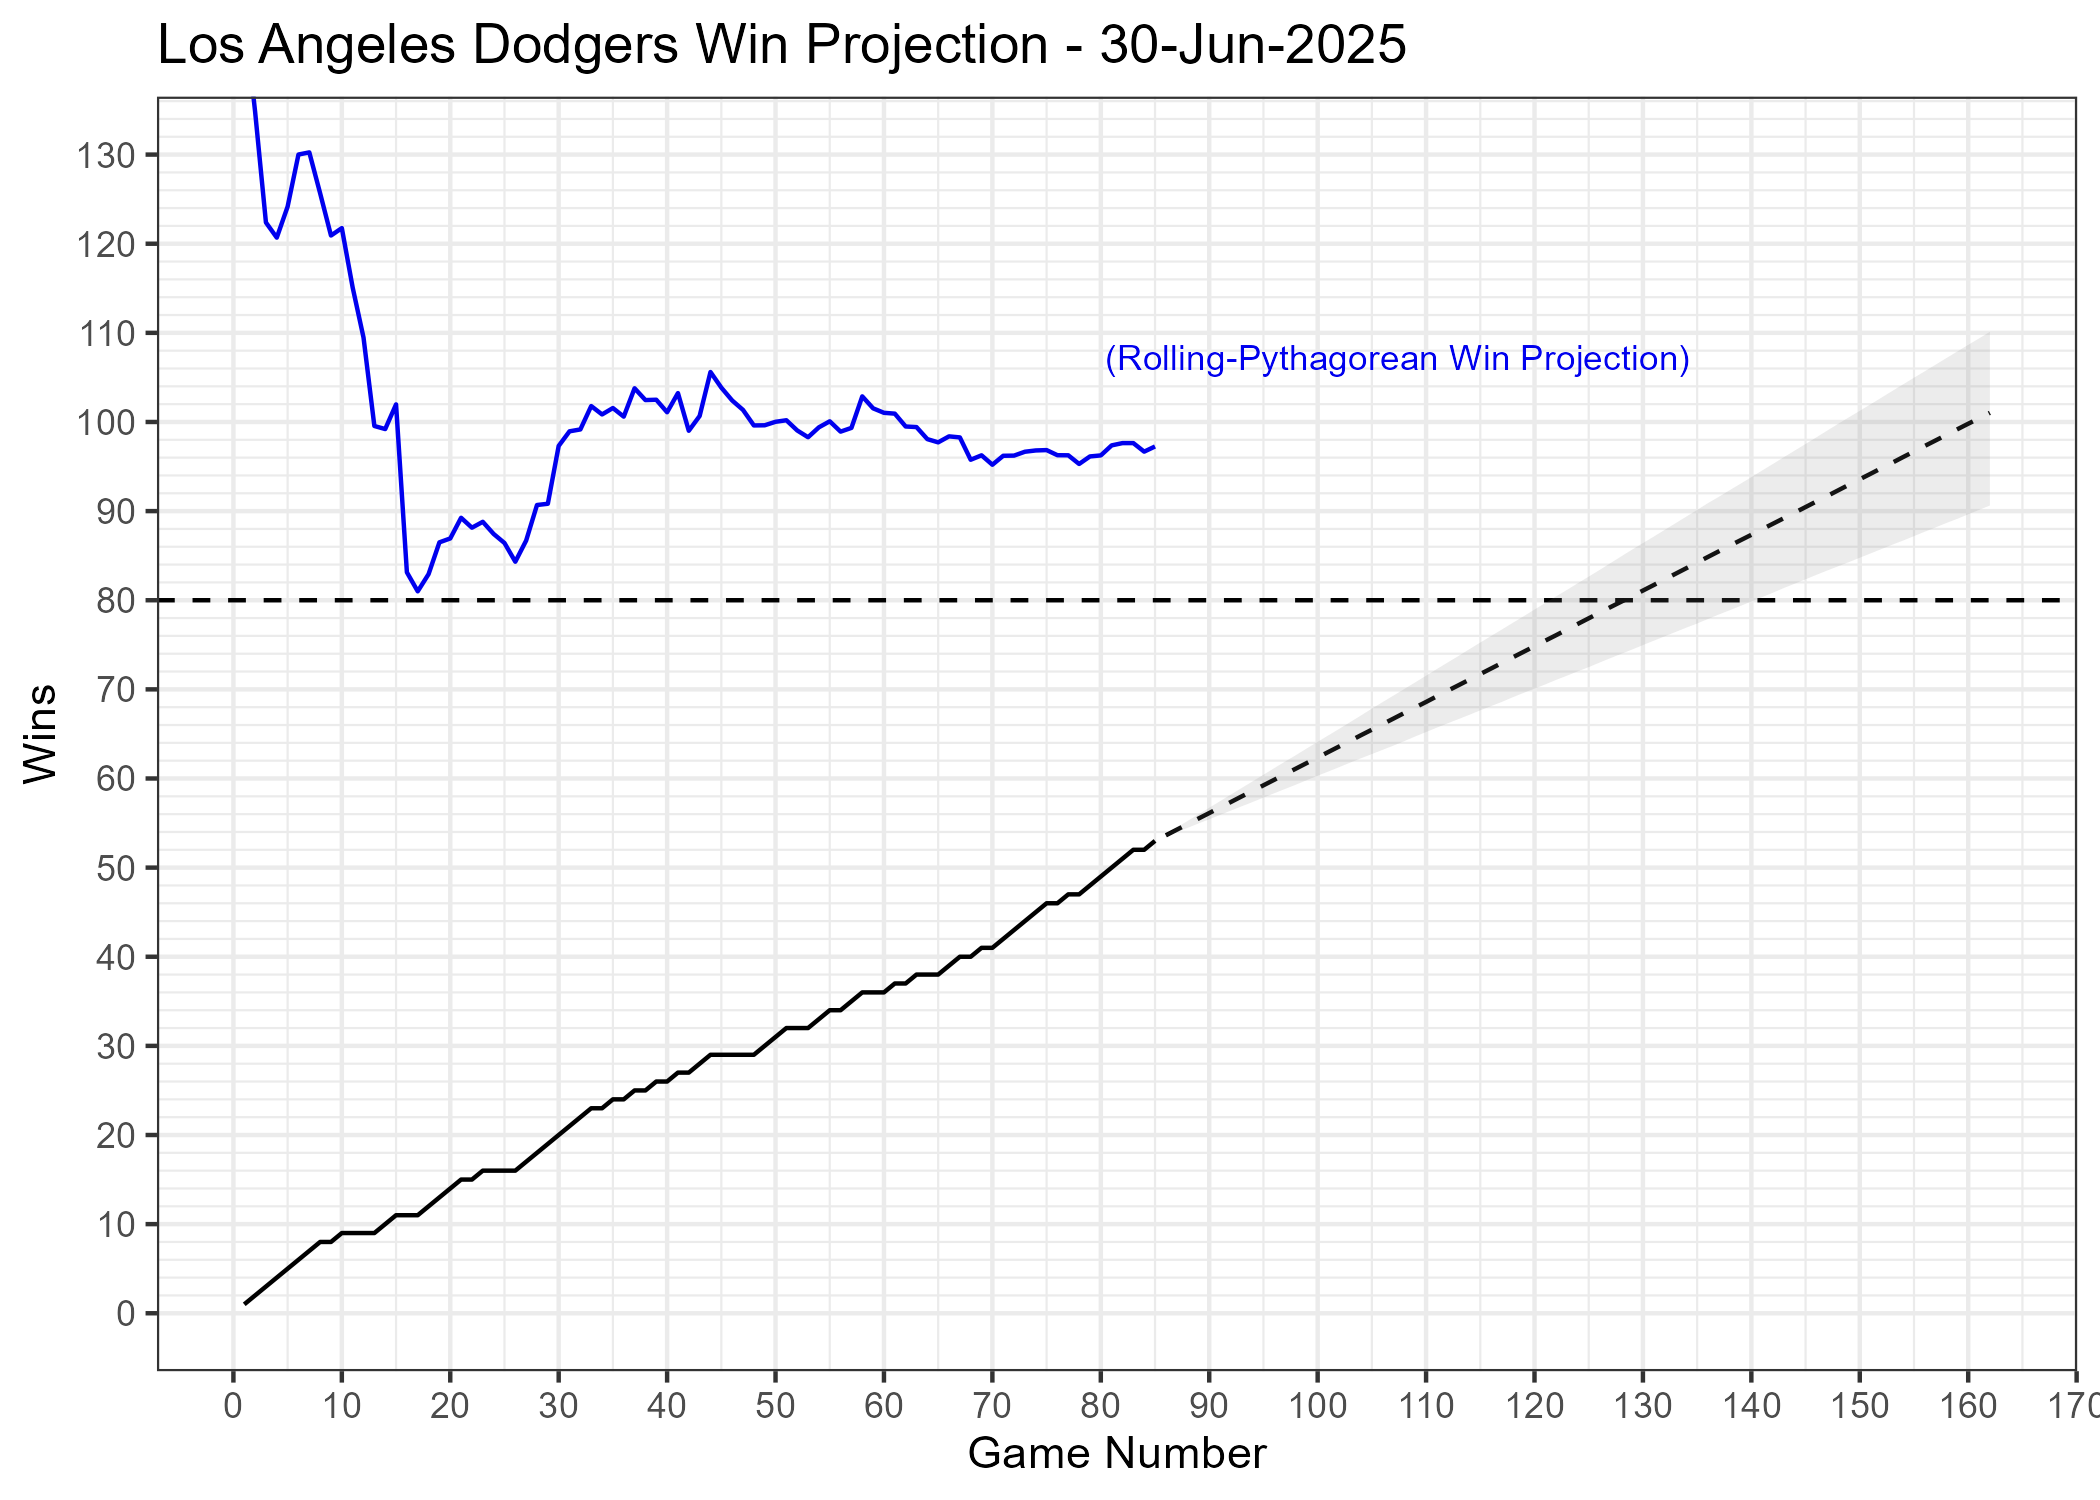 Los Angeles Dodgers Win Projection - 30-Jun-2025
130
120
110
(Rolling-Pythagorean Win Projection)
100
90
80
70
60
50
40
30
20
10
0
Wins
0 10 20 30 40 50 60 70 80 90 100 110 120 130 140 150 160 170
Game Number